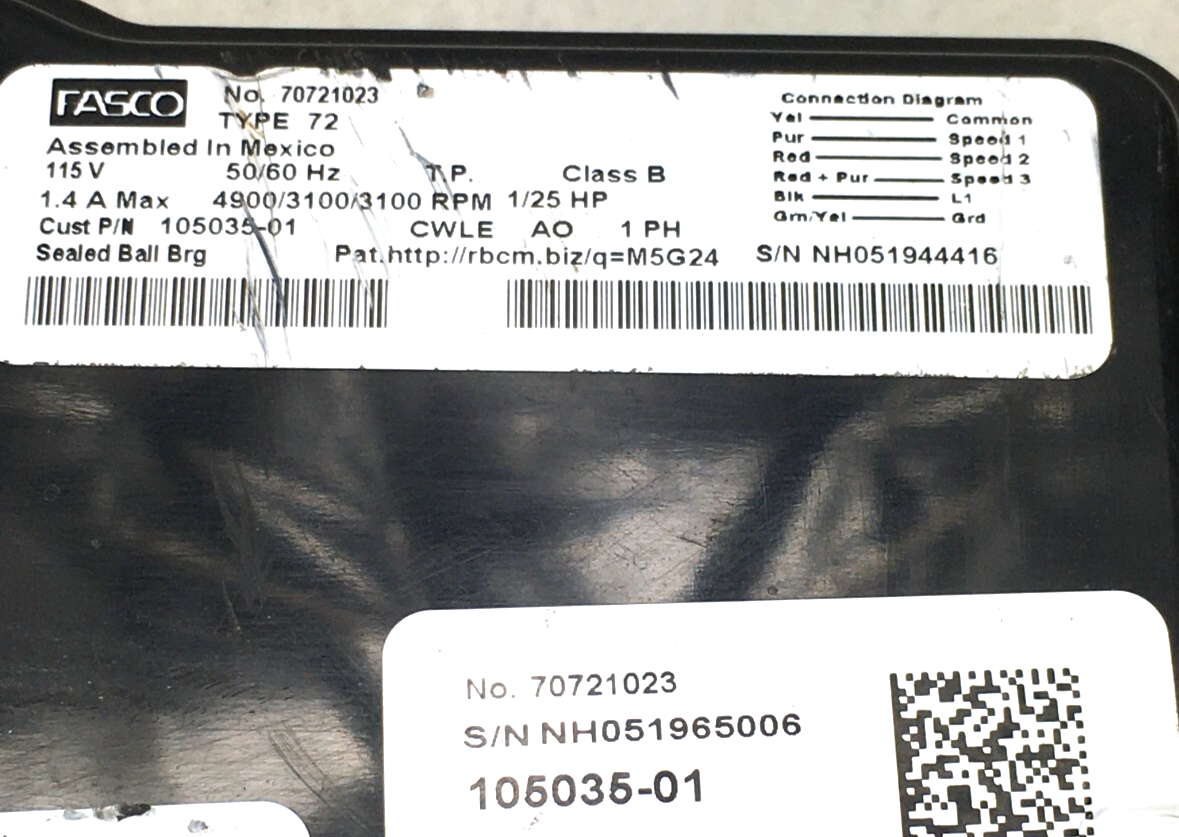 FASCO No. 70721023
TYPE 72
Assembled In Mexico
115 V 50/60 Hz T.P. Class B
1.4 A Max 4900/3100/3100 RPM 1/25 HP
Cust P/N 105035-01 CWLE AO 1 PH
Sealed Ball Brg Pat.http://rbcm.biz/q=M5G24 S/N NH051944416
Connection Diagram
Yel Common
Pur Speed 1
Red Speed 2
Red + Pur Speed 3
Blk L1
Grn/Yel Grd
No. 70721023
S/N NH051965006
105035-01